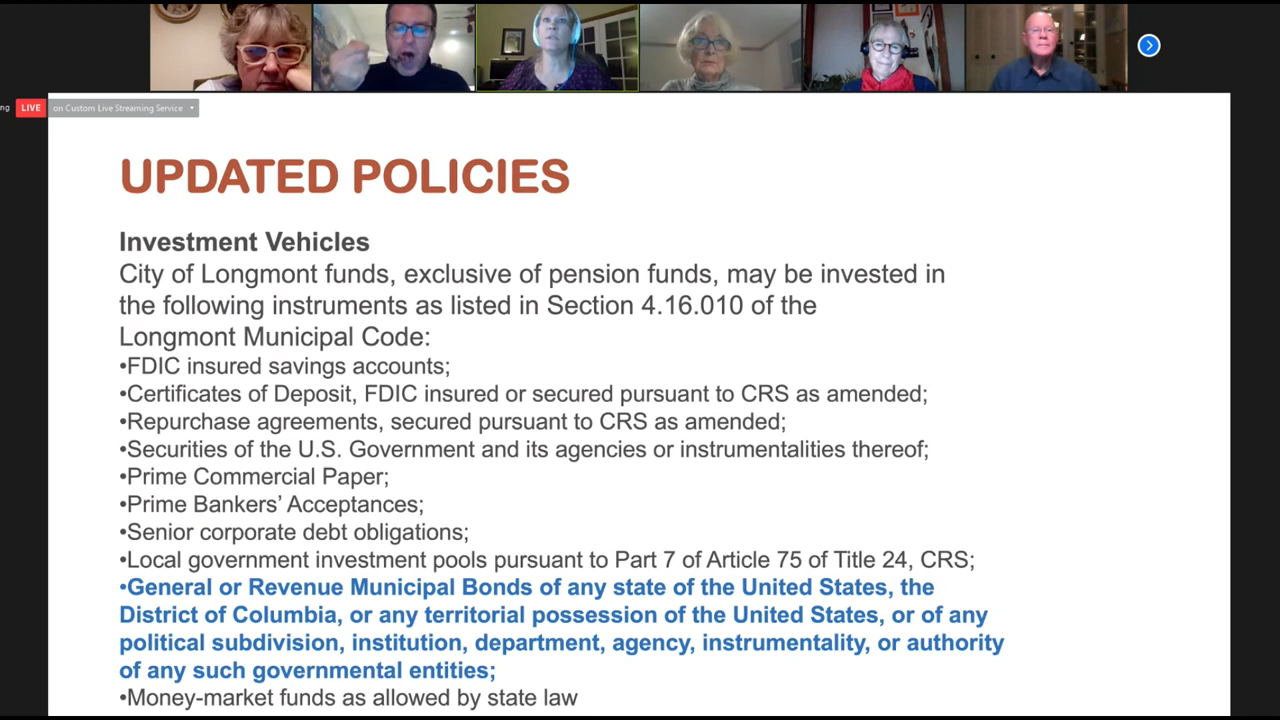 ng
LIVE
on Custom Live Streaming Service
UPDATED POLICIES
Investment Vehicles
City of Longmont funds, exclusive of pension funds, may be invested in
the following instruments as listed in Section 4.16.010 of the
Longmont Municipal Code:
•FDIC insured savings accounts;
•Certificates of Deposit, FDIC insured or secured pursuant to CRS as amended;
•Repurchase agreements, secured pursuant to CRS as amended;
•Securities of the U.S. Government and its agencies or instrumentalities thereof;
•Prime Commercial Paper;
•Prime Bankers’ Acceptances;
•Senior corporate debt obligations;
•Local government investment pools pursuant to Part 7 of Article 75 of Title 24, CRS;
•General or Revenue Municipal Bonds of any state of the United States, the
District of Columbia, or any territorial possession of the United States, or of any
political subdivision, institution, department, agency, instrumentality, or authority
of any such governmental entities;
•Money-market funds as allowed by state law